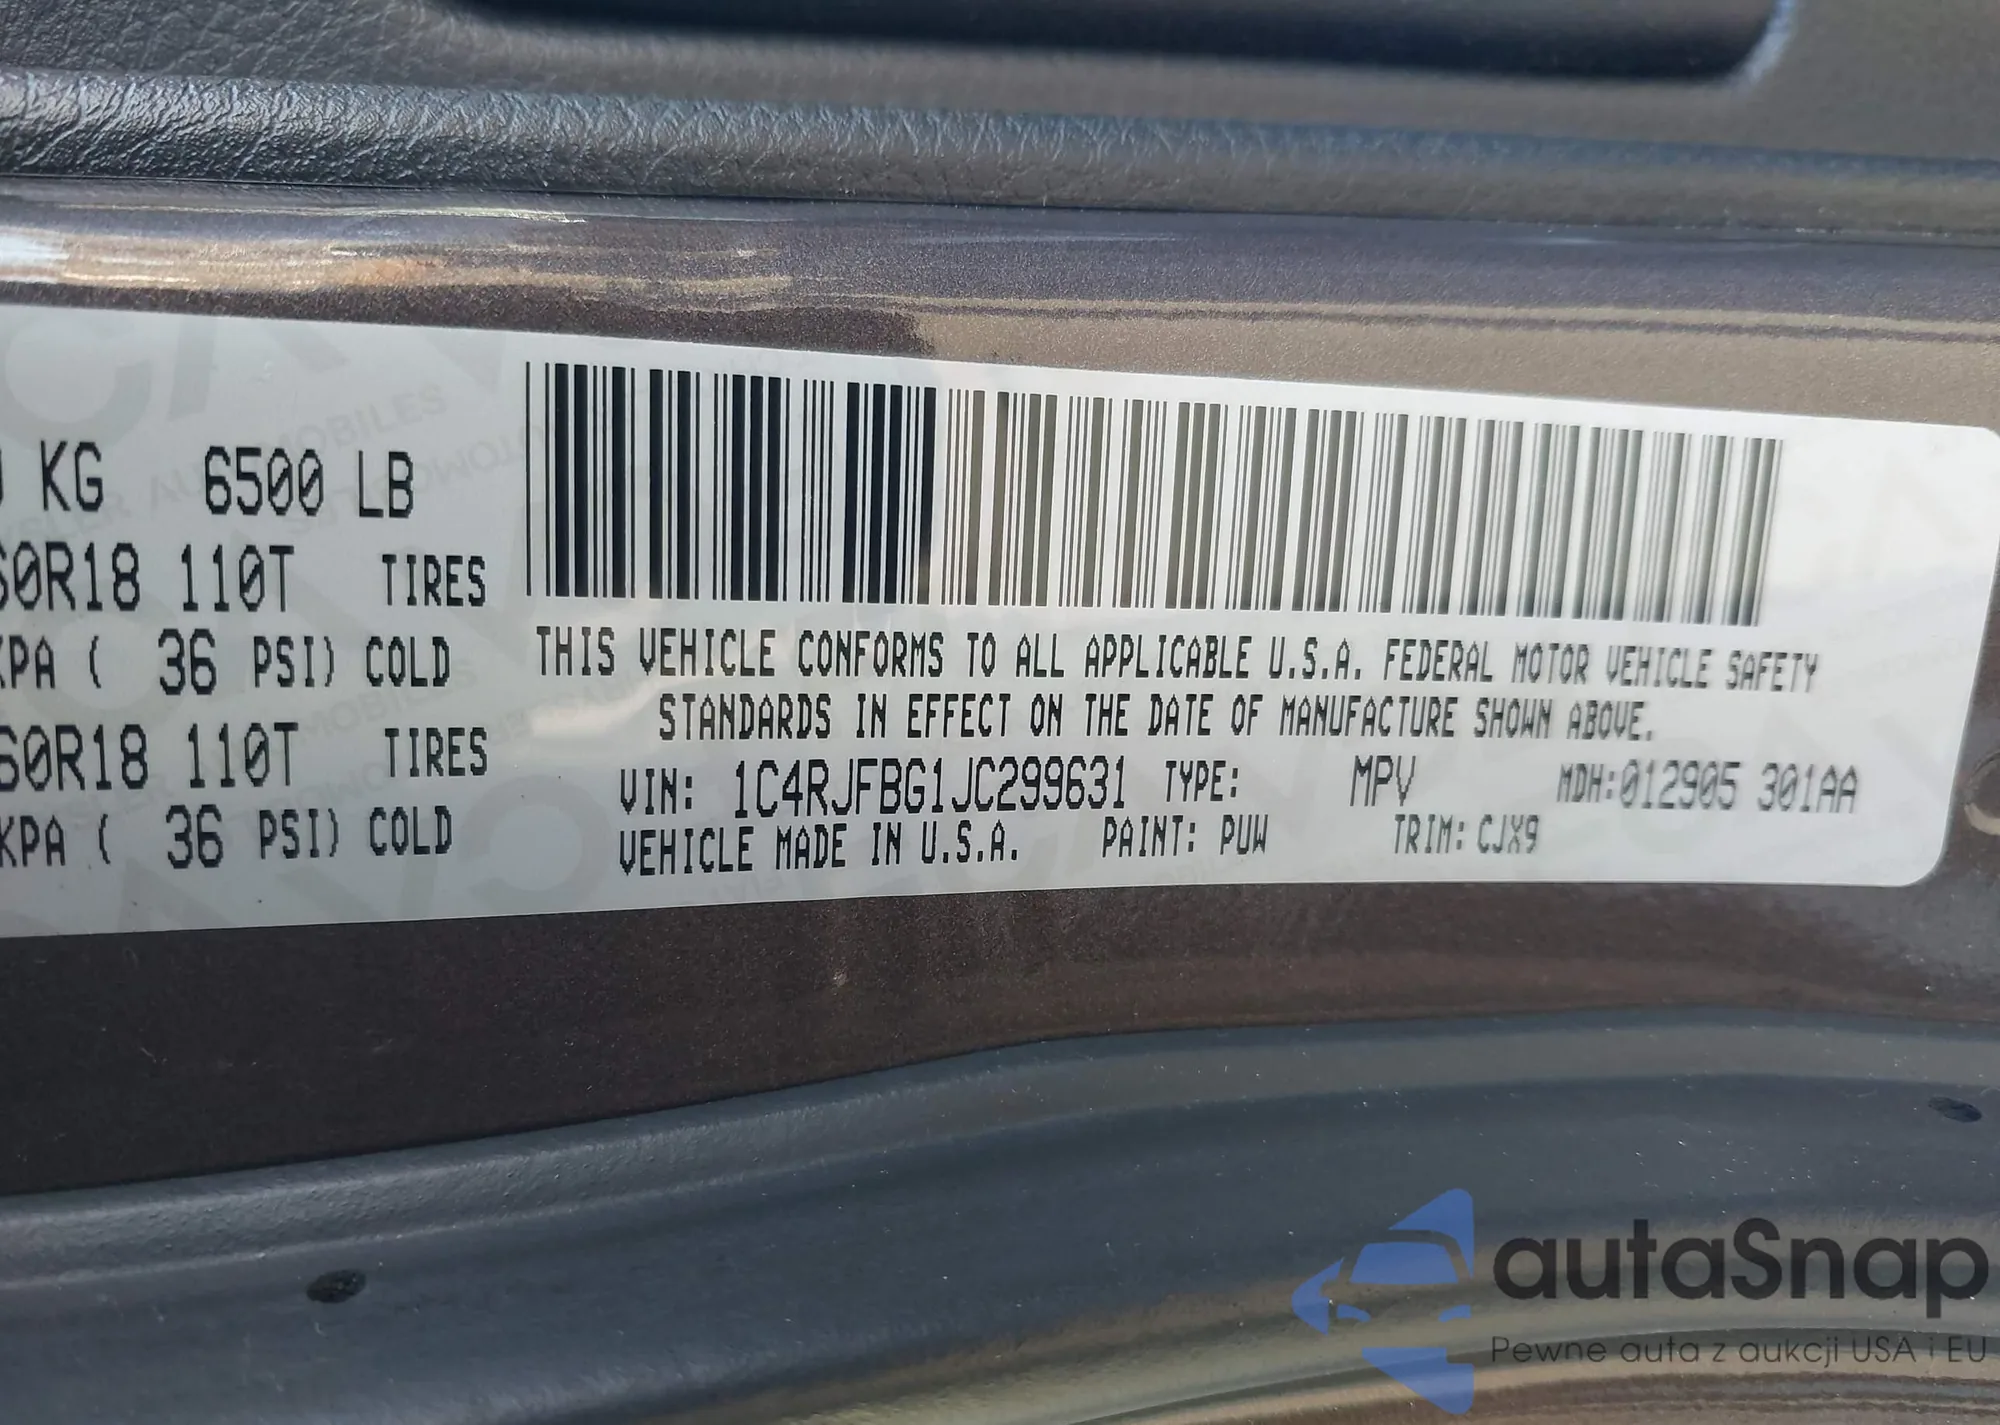 KG 6500 LB
60R18 110T TIRES
KPA ( 36 PSI) COLD
60R18 110T TIRES
KPA ( 36 PSI) COLD
THIS VEHICLE CONFORMS TO ALL APPLICABLE U.S.A. FEDERAL MOTOR VEHICLE SAFETY
STANDARDS IN EFFECT ON THE DATE OF MANUFACTURE SHOWN ABOVE.
VIN: 1C4RJFBG1JC299631 TYPE: MPV MDH:012905 301AA
VEHICLE MADE IN U.S.A. PAINT: PUW TRIM: CJX9
autaSnap
Pewne auta z aukcji USA i EU